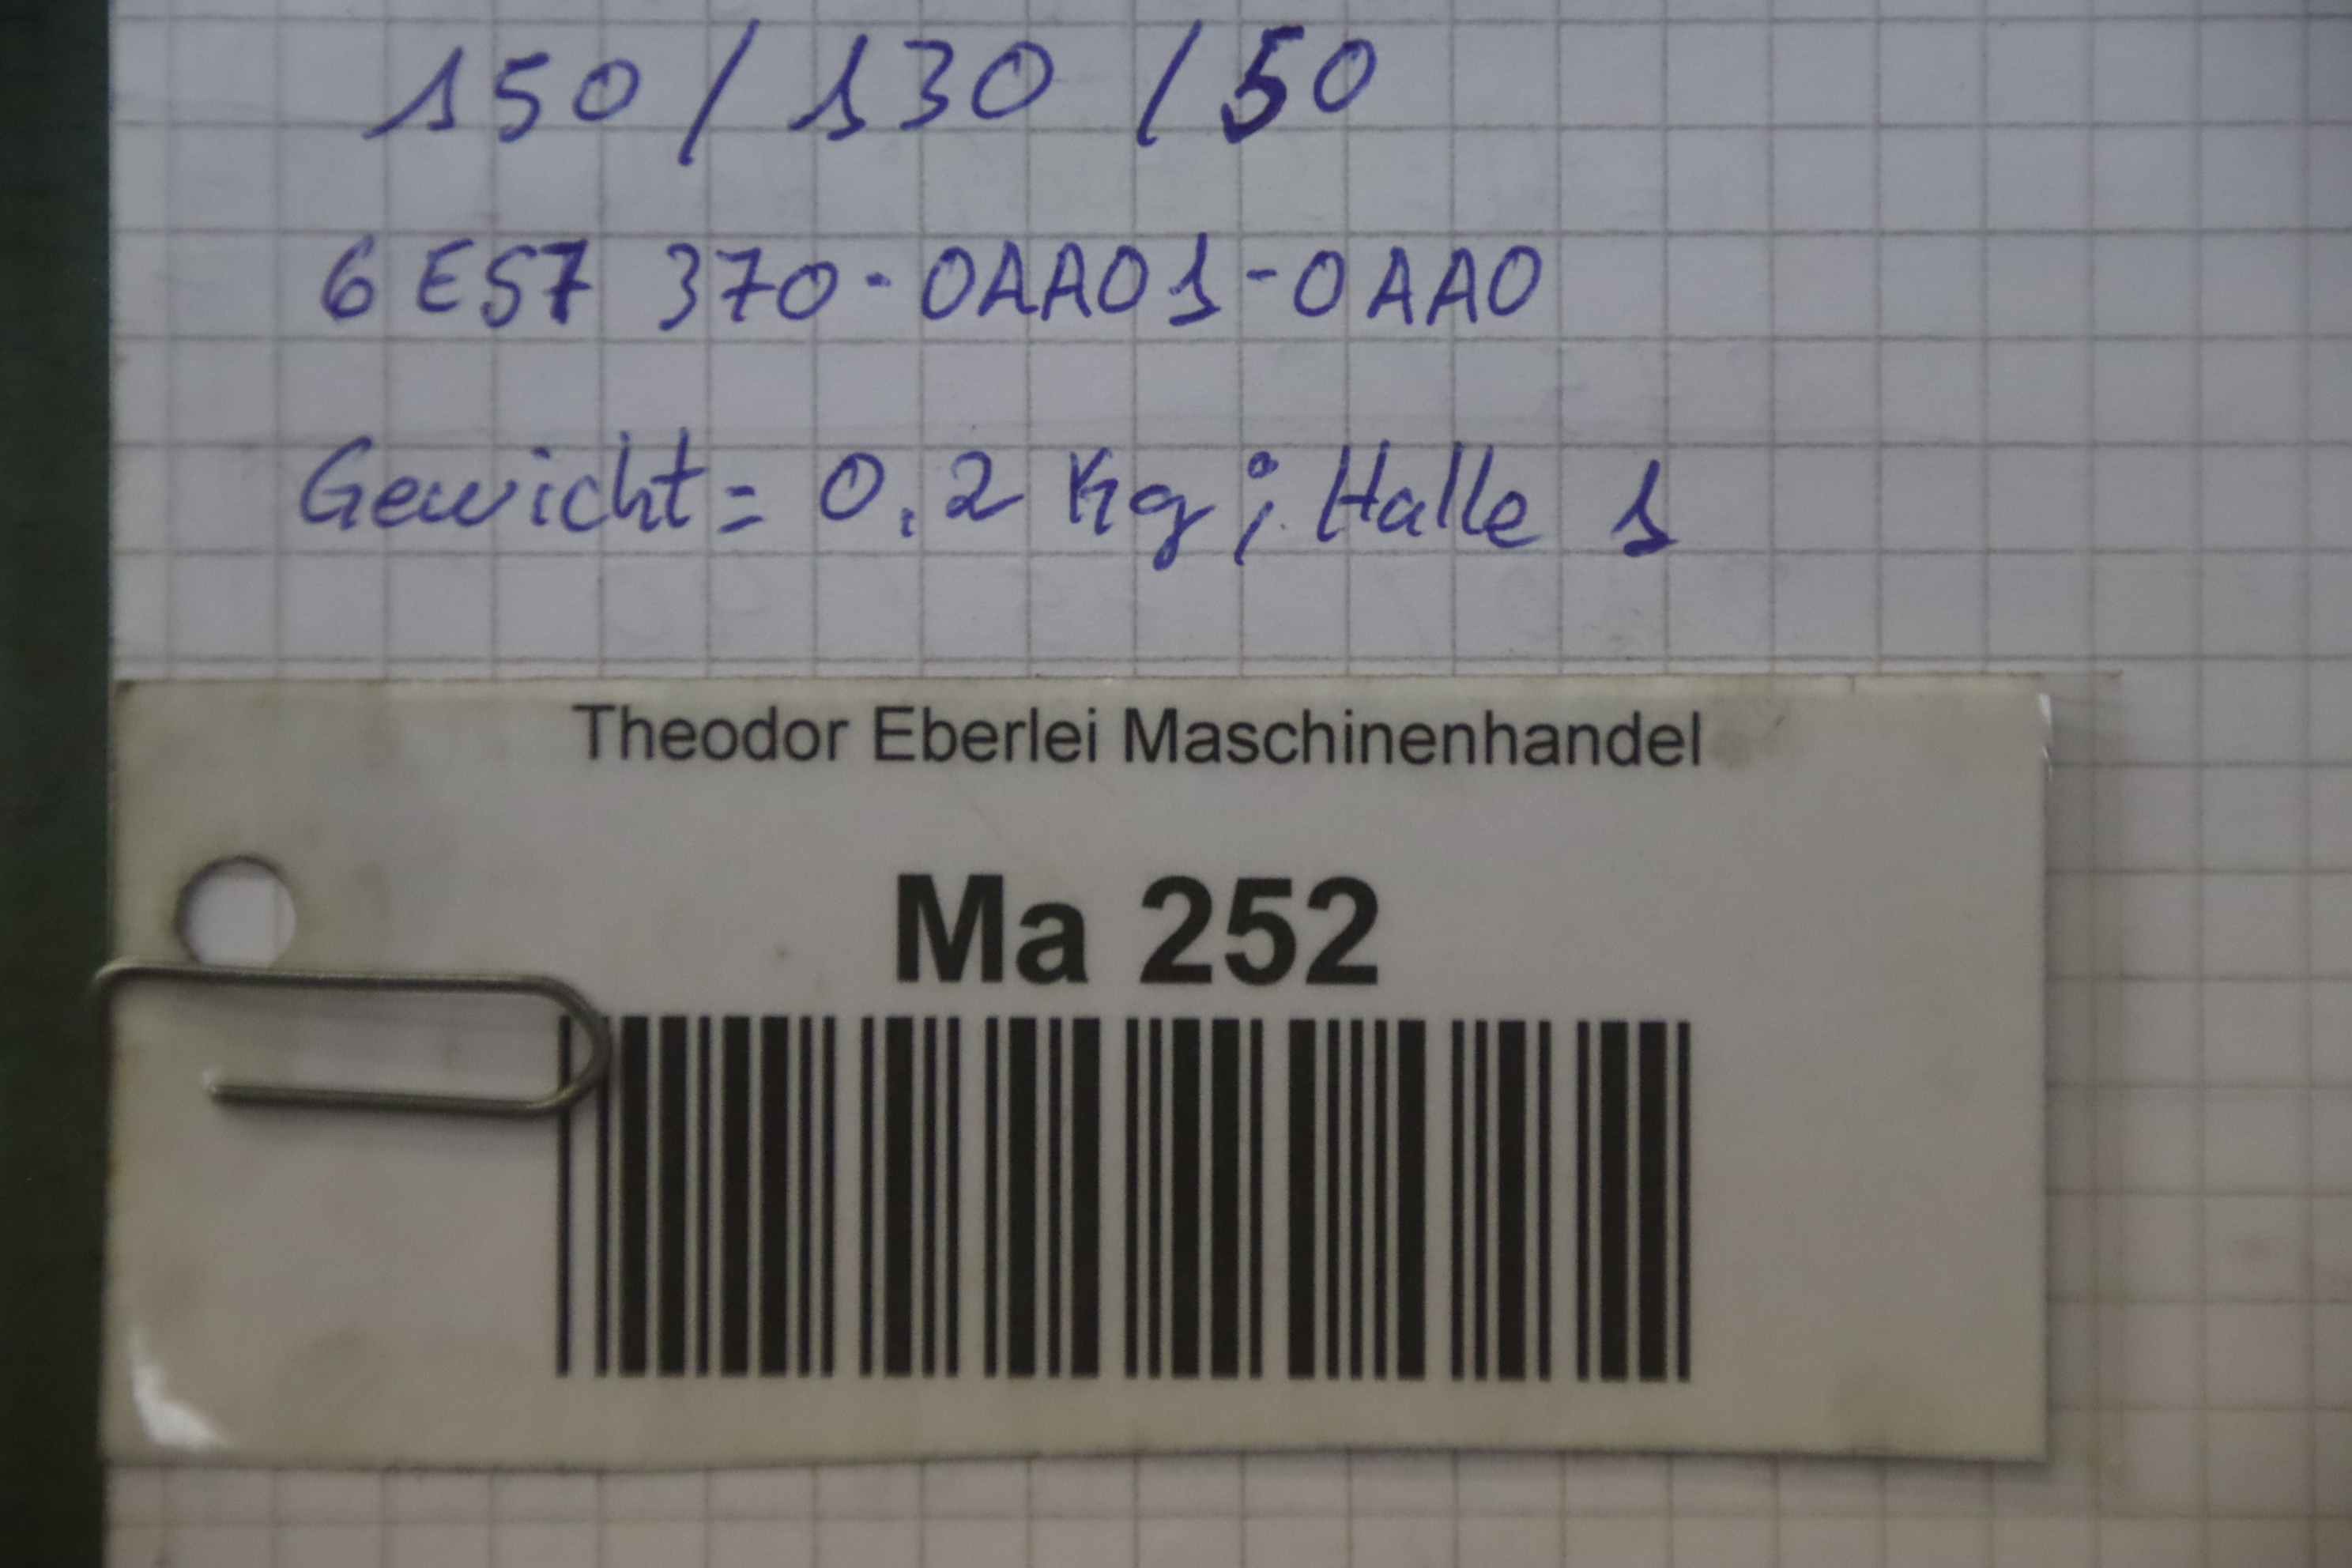 150 / 130 / 50
6ES7 370-0AA01-0AA0
Gewicht = 0,2 Kg ; Halle 1
Theodor Eberlei Maschinenhandel
Ma 252